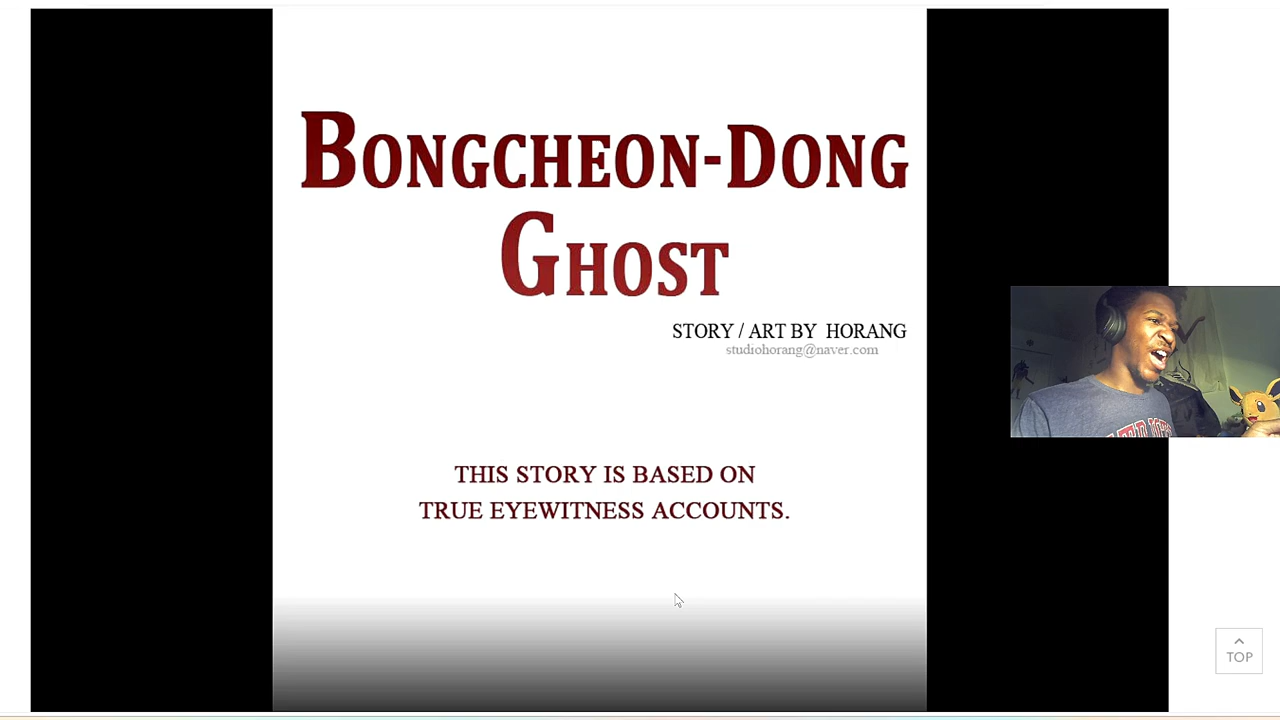 BONGCHEON-DONG
GHOST
STORY / ART BY HORANG
studiohorang@naver.com
THIS STORY IS BASED ON
TRUE EYEWITNESS ACCOUNTS.
TOP